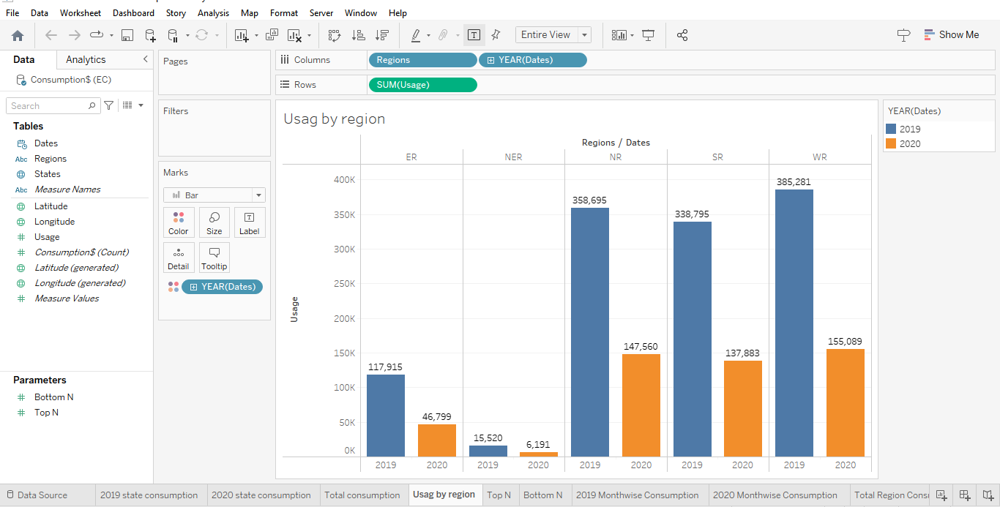 File Data Worksheet Dashboard Story Analysis Map Format Server Window Help
Entire View
Show Me
Data Analytics
Consumption$ (EC)
Search
Tables
Dates
Abc Regions
States
Abc Measure Names
Latitude
Longitude
Usage
Consumption$ (Count)
Latitude (generated)
Longitude (generated)
Measure Values
Parameters
Bottom N
Top N
Pages
Filters
Marks
Bar
Color Size Label
Detail Tooltip
YEAR(Dates)
Columns Regions YEAR(Dates)
Rows SUM(Usage)
Usag by region
Regions / Dates
ER NER NR SR WR
Usage
400K
350K
300K
250K
200K
150K
100K
50K
0K
117,915
46,799
15,520
6,191
358,695
147,560
338,795
137,883
385,281
155,089
2019 2020 2019 2020 2019 2020 2019 2020 2019 2020
YEAR(Dates)
2019
2020
Data Source 2019 state consumption 2020 state consumption Total consumption Usag by region Top N Bottom N 2019 Monthwise Consumption 2020 Monthwise Consumption Total Region Consu